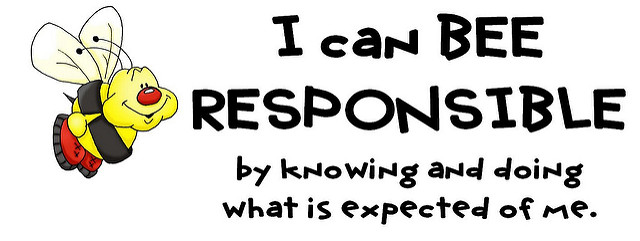 I can BEE
RESPONSIBLE
by knowing and doing
what is expected of me.